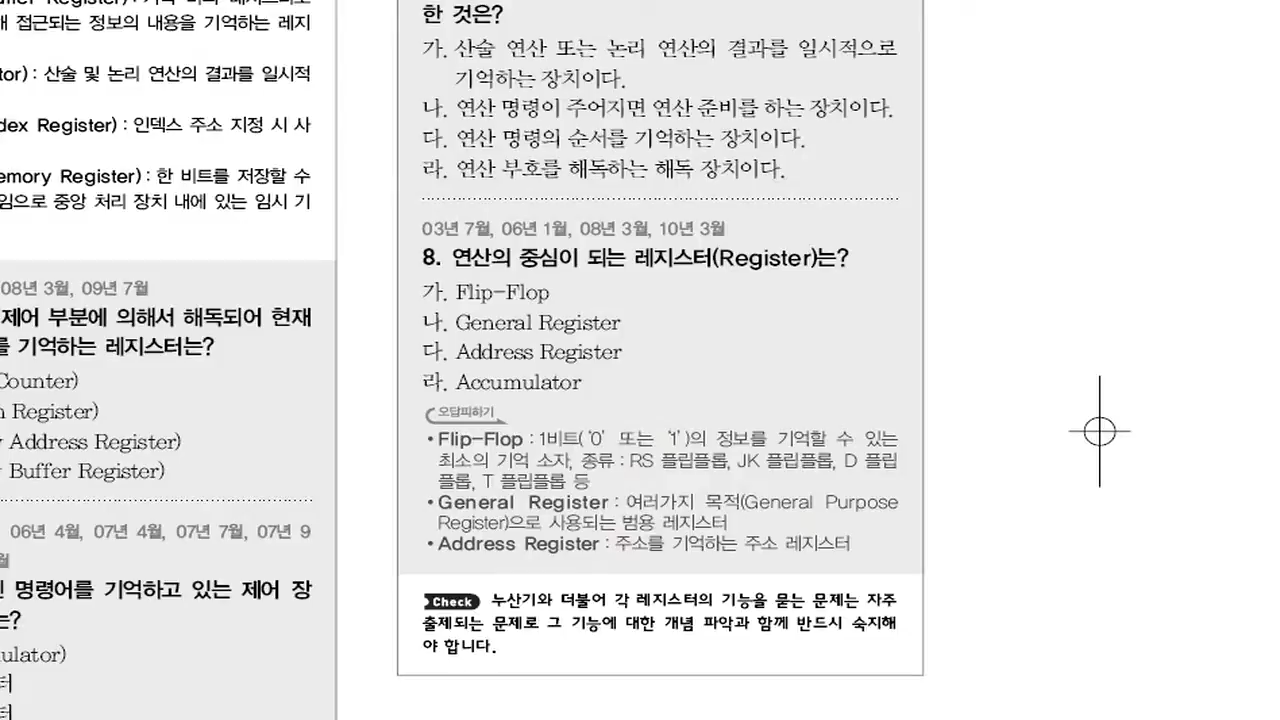 애 접근되는 정보의 내용을 기억하는 레지
tor) : 산술 및 논리 연산의 결과를 일시적
dex Register) : 인덱스 주소 지정 시 사
emory Register) : 한 비트를 저장할 수
임으로 중앙 처리 장치 내에 있는 임시 기
08년 3월, 09년 7월
제어 부분에 의해서 해독되어 현재
를 기억하는 레지스터는?
Counter)
n Register)
y Address Register)
y Buffer Register)
06년 4월, 07년 4월, 07년 7월, 07년 9
월
명령어를 기억하고 있는 제어 장
는?
ulator)
터
터
한 것은?
가. 산술 연산 또는 논리 연산의 결과를 일시적으로
기억하는 장치이다.
나. 연산 명령이 주어지면 연산 준비를 하는 장치이다.
다. 연산 명령의 순서를 기억하는 장치이다.
라. 연산 부호를 해독하는 해독 장치이다.
03년 7월, 06년 1월, 08년 3월, 10년 3월
8. 연산의 중심이 되는 레지스터(Register)는?
가. Flip-Flop
나. General Register
다. Address Register
라. Accumulator
오답피하기
• Flip-Flop : 1비트('0' 또는 '1')의 정보를 기억할 수 있는
최소의 기억 소자, 종류 : RS 플립플롭, JK 플립플롭, D 플립
플롭, T 플립플롭 등
• General Register : 여러가지 목적(General Purpose
Register)으로 사용되는 범용 레지스터
• Address Register : 주소를 기억하는 주소 레지스터
Check 누산기와 더불어 각 레지스터의 기능을 묻는 문제는 자주
출제되는 문제로 그 기능에 대한 개념 파악과 함께 반드시 숙지해
야 합니다.